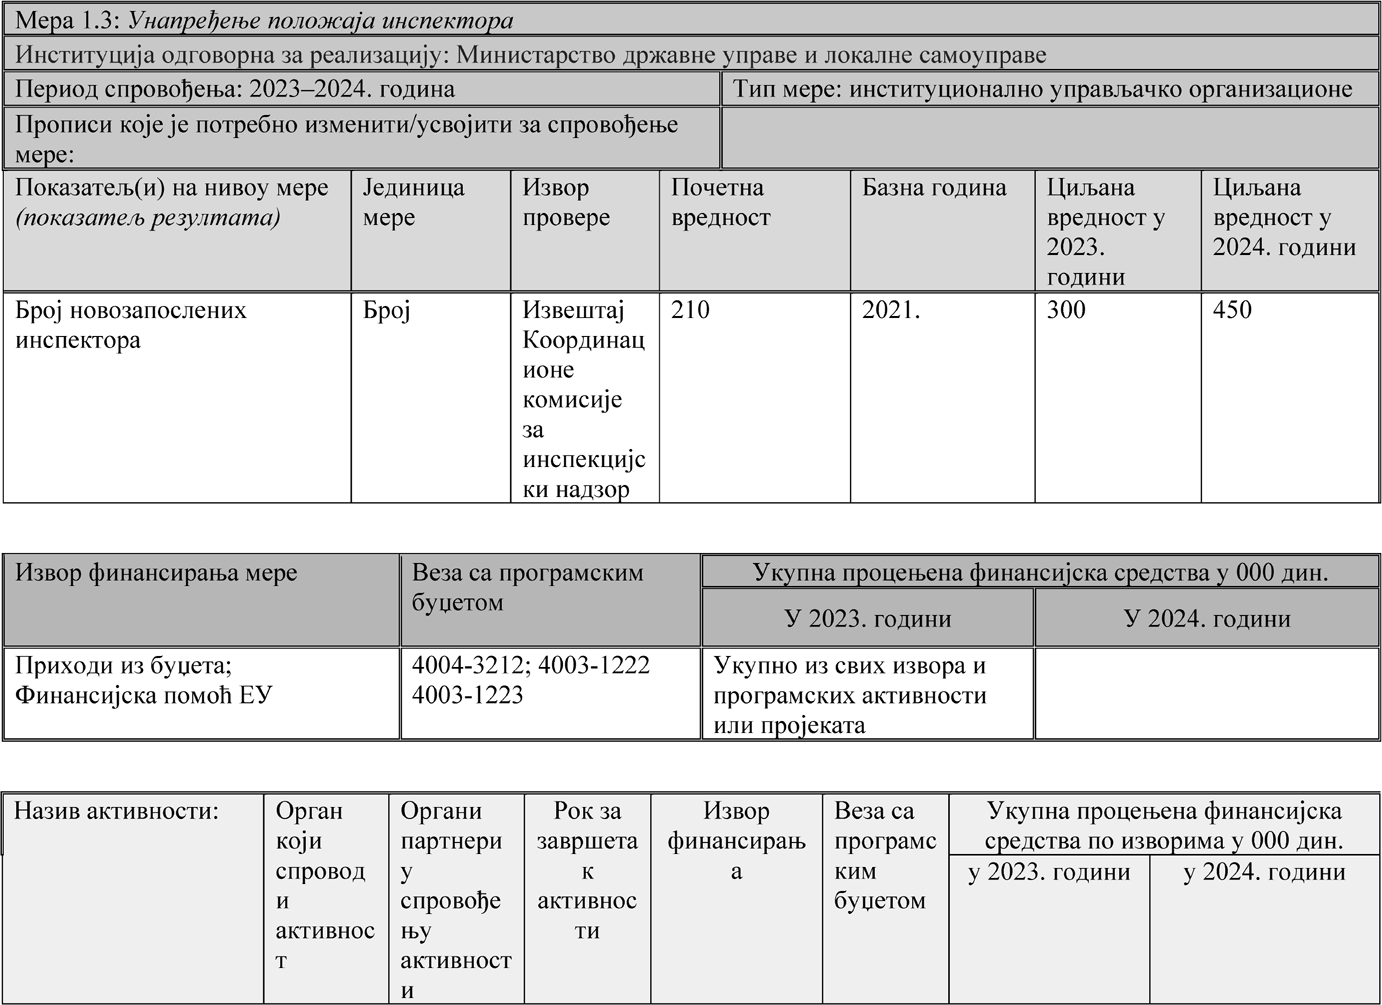 Мера 1.3: Унапређење положаја инспектора
Институција одговорна за реализацију: Министарство државне управе и локалне самоуправе
Период спровођења: 2023–2024. година
Тип мере: институционално управљачко организационе
Прописи које је потребно изменити/усвојити за спровођење
мере:
Показатељ(и) на нивоу мере
(показатељ резултата)
Јединица
мере
Извор
провере
Почетна
вредност
Базна година
Циљана
вредност у
2023.
години
Циљана
вредност у
2024. години
Број новозапослених
инспектора
Број
Извештај
Координац
ионе
комисије
за
инспекцијс
ки надзор
210
2021.
300
450
Извор финансирања мере
Веза са програмским
буџетом
Укупна процењена финансијска средства у 000 дин.
У 2023. години
У 2024. години
Приходи из буџета;
Финансијска помоћ ЕУ
4004-3212; 4003-1222
4003-1223
Укупно из свих извора и
програмских активности
или пројеката
Назив активности:
Орган
који
спровод
и
активнос
т
Органи
партнери
у
спровође
њу
активност
и
Рок за
завршета
к
активнос
ти
Извор
финансирањ
а
Веза са
програмс
ким
буџетом
Укупна процењена финансијска
средства по изворима у 000 дин.
у 2023. години
у 2024. години